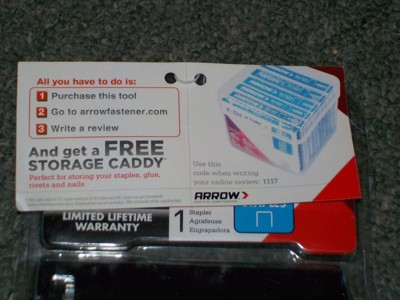 All you have to do is:
1 Purchase this tool
2 Go to arrowfastener.com
3 Write a review
And get a FREE
STORAGE CADDY
Perfect for storing your staples, glue,
rivets and nails
Use this
code when writing
your online review: 1117
ARROW
LIMITED LIFETIME
WARRANTY
1 Stapler
Agrafeuse
Engrapadora